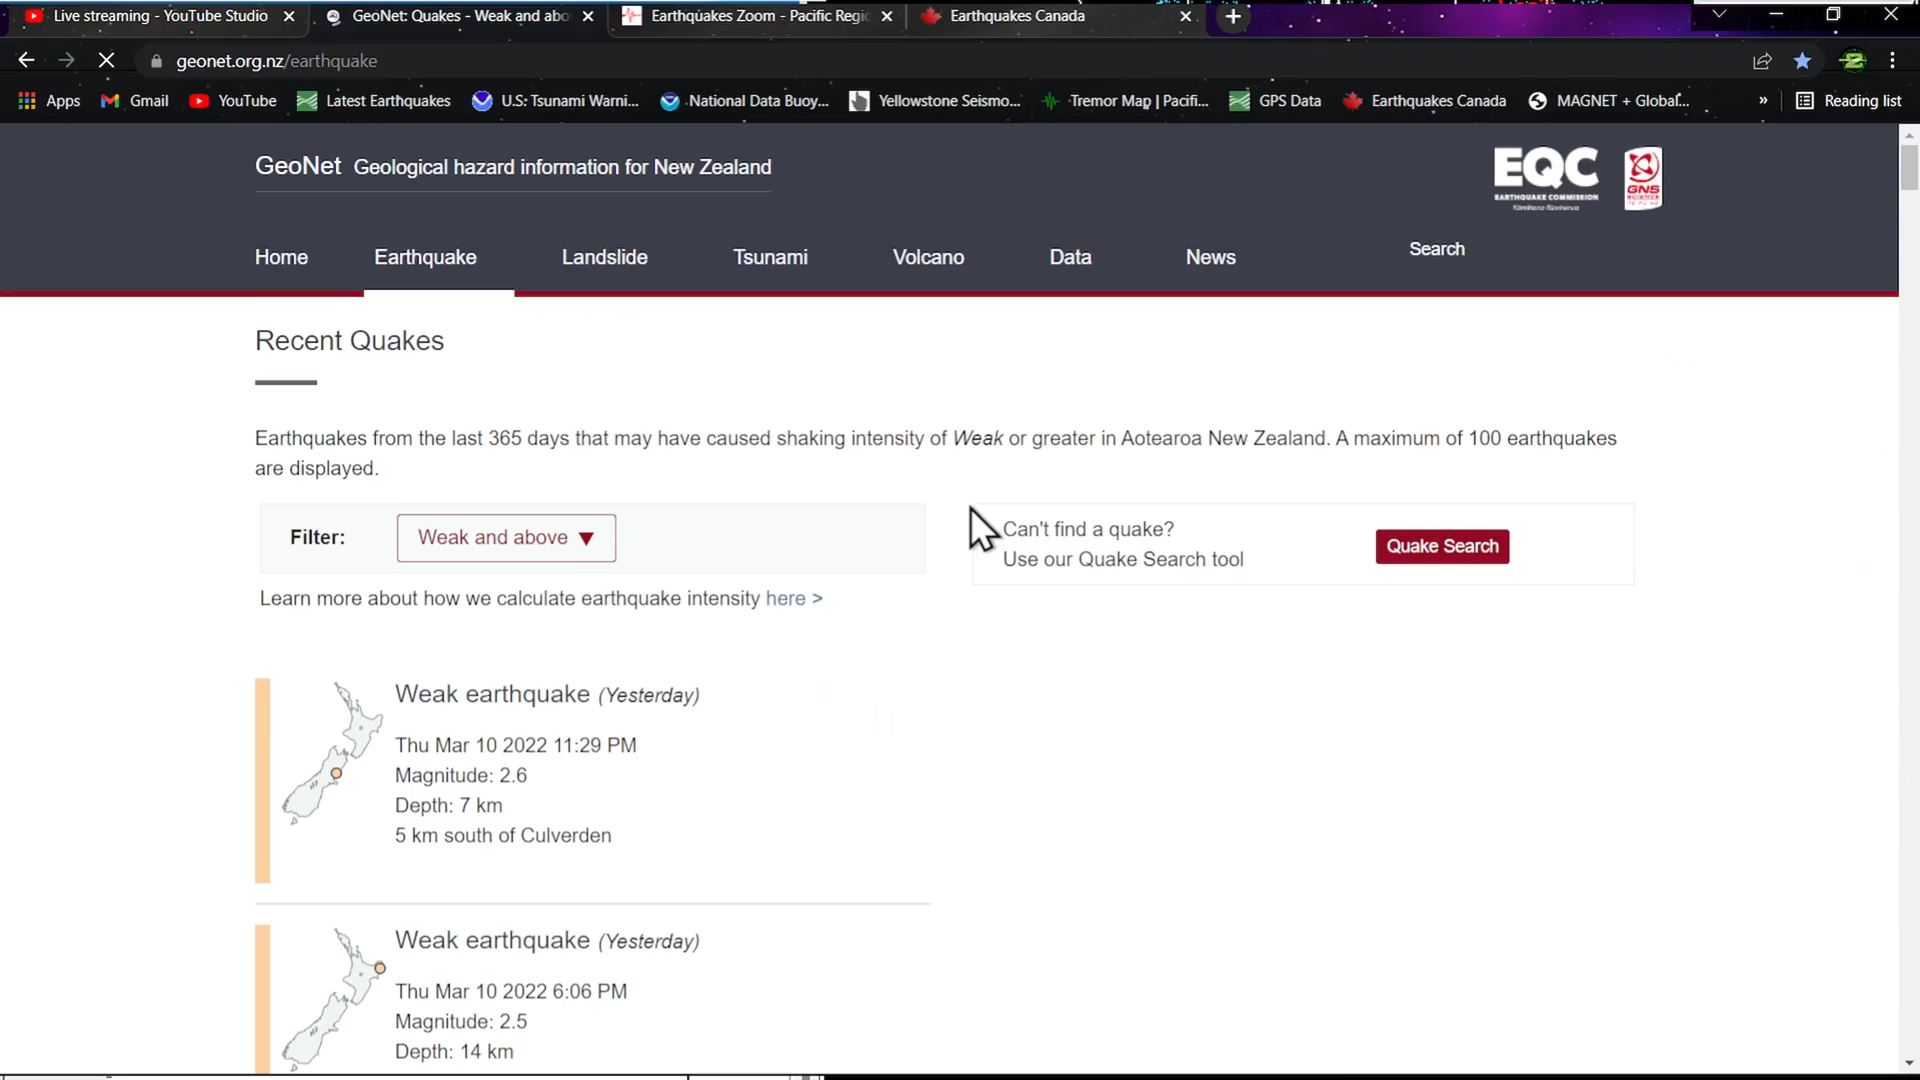 Live streaming - YouTube Studio
GeoNet: Quakes - Weak and abo
Earthquakes Zoom - Pacific Regi
Earthquakes Canada
geonet.org.nz/earthquake
Apps
Gmail
YouTube
Latest Earthquakes
U.S. Tsunami Warni...
National Data Buoy...
Yellowstone Seismo...
Tremor Map | Pacifi...
GPS Data
Earthquakes Canada
MAGNET + Global...
»
Reading list
GeoNet Geological hazard information for New Zealand
EQC
EARTHQUAKE COMMISSION
GNS
SCIENCE
Home
Earthquake
Landslide
Tsunami
Volcano
Data
News
Search
Recent Quakes
Earthquakes from the last 365 days that may have caused shaking intensity of Weak or greater in Aotearoa New Zealand. A maximum of 100 earthquakes
are displayed.
Filter:
Weak and above ▼
Can't find a quake?
Use our Quake Search tool
Quake Search
Learn more about how we calculate earthquake intensity here >
Weak earthquake (Yesterday)
Thu Mar 10 2022 11:29 PM
Magnitude: 2.6
Depth: 7 km
5 km south of Culverden
Weak earthquake (Yesterday)
Thu Mar 10 2022 6:06 PM
Magnitude: 2.5
Depth: 14 km